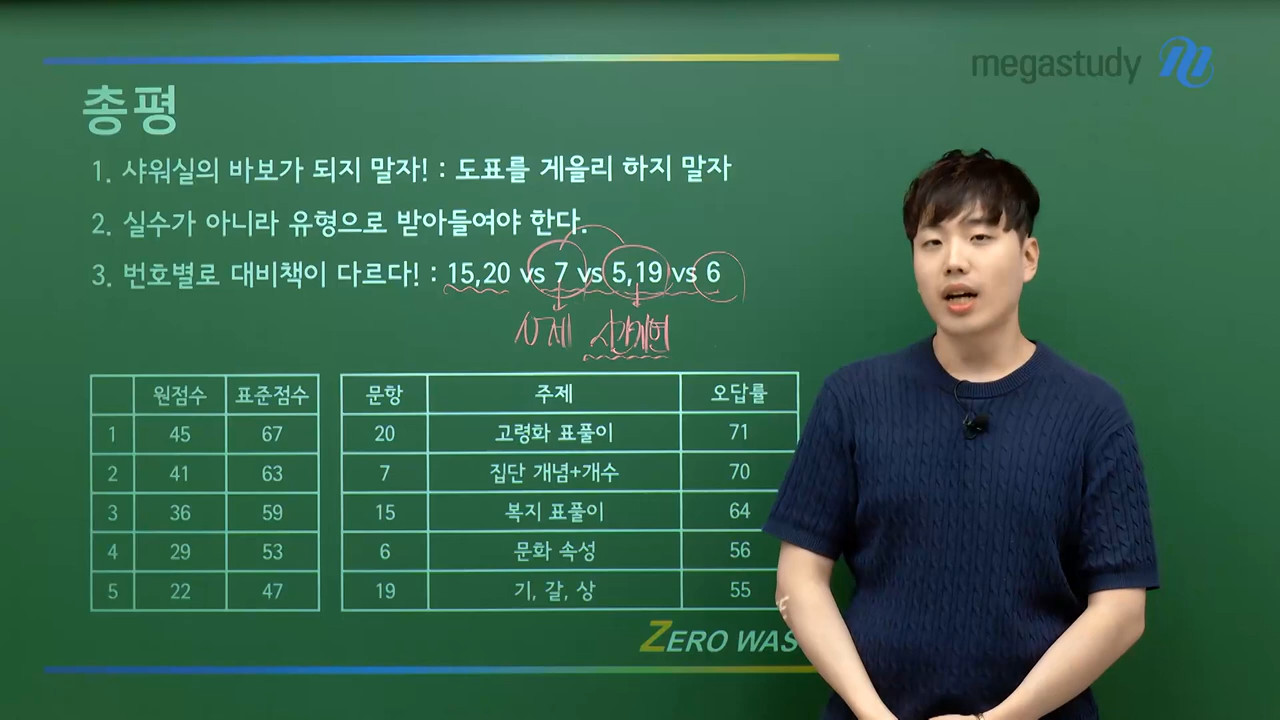 megastudy
총평
1. 샤워실의 바보가 되지 말자! : 도표를 게을리 하지 말자
2. 실수가 아니라 유형으로 받아들여야 한다.
3. 번호별로 대비책이 다르다! : 15,20 vs 7 vs 5,19 vs 6
원점수 표준점수
1 45 67
2 41 63
3 36 59
4 29 53
5 22 47
문항 주제 오답률
20 고령화 표풀이 71
7 집단 개념+개수 70
15 복지 표풀이 64
6 문화 속성 56
19 기, 갈, 상 55
ZERO WAS